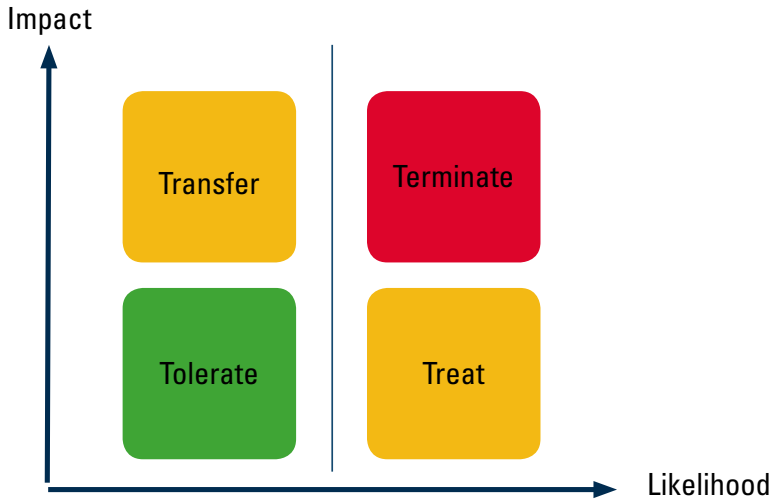 Impact
Transfer
Terminate
Tolerate
Treat
Likelihood